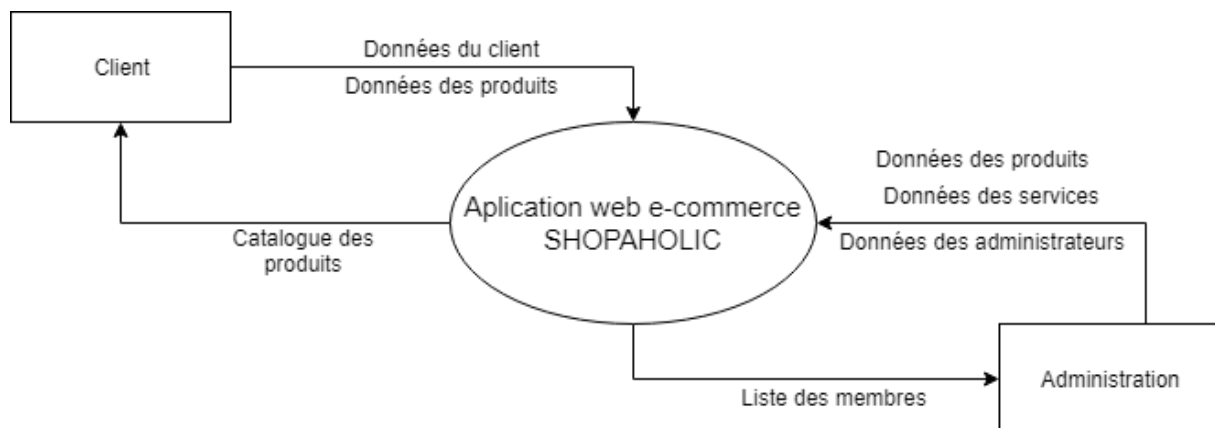 Client
Données du client
Données des produits
Données des produits
Données des services
Aplication web e-commerce
SHOPAHOLIC
Données des administrateurs
Catalogue des
produits
Administration
Liste des membres